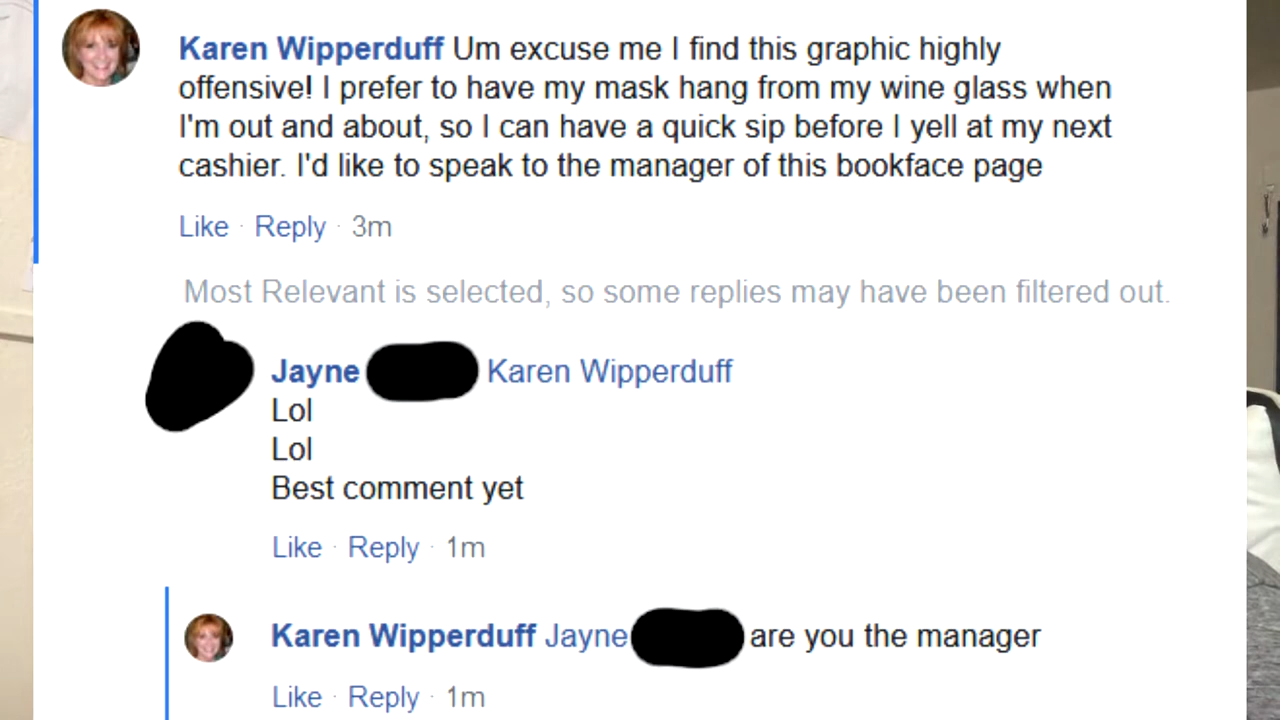 Karen Wipperduff Um excuse me I find this graphic highly
offensive! I prefer to have my mask hang from my wine glass when
I'm out and about, so I can have a quick sip before I yell at my next
cashier. I'd like to speak to the manager of this bookface page
Like · Reply · 3m
Most Relevant is selected, so some replies may have been filtered out.
Jayne Karen Wipperduff
Lol
Lol
Best comment yet
Like · Reply · 1m
Karen Wipperduff Jayne are you the manager
Like · Reply · 1m